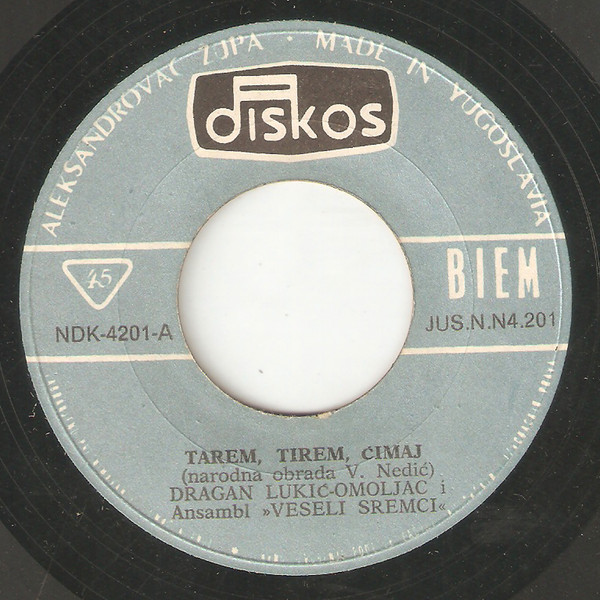 ALEKSANDROVAC ŽUPA · MADE IN YUGOSLAVIA
diskos
45
BIEM
NDK-4201-A
JUS.N.N4.201
TAREM, TIREM, ĆIMAJ
(narodna obrada V. Nedić)
DRAGAN LUKIĆ-OMOLJAC i
Ansambl »VESELI SREMCI«